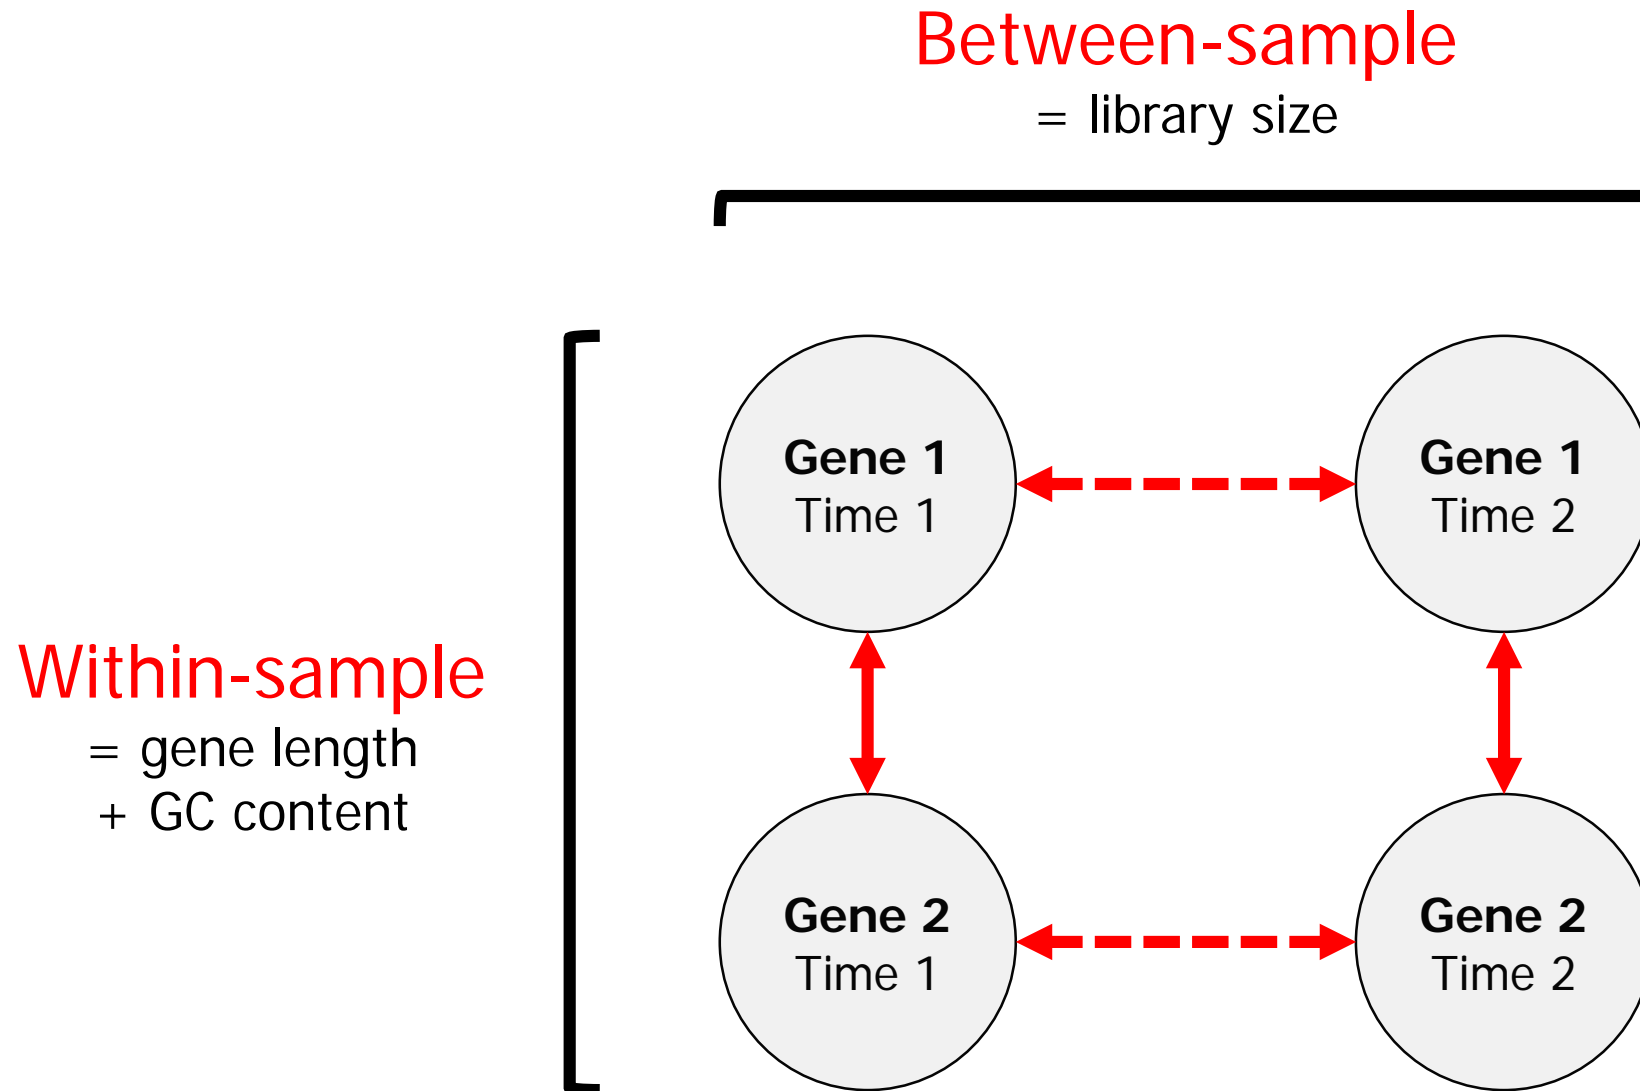 Between-sample
= library size
Gene 1
Time 1
Gene 1
Time 2
Within-sample
= gene length
+ GC content
Gene 2
Time 1
Gene 2
Time 2